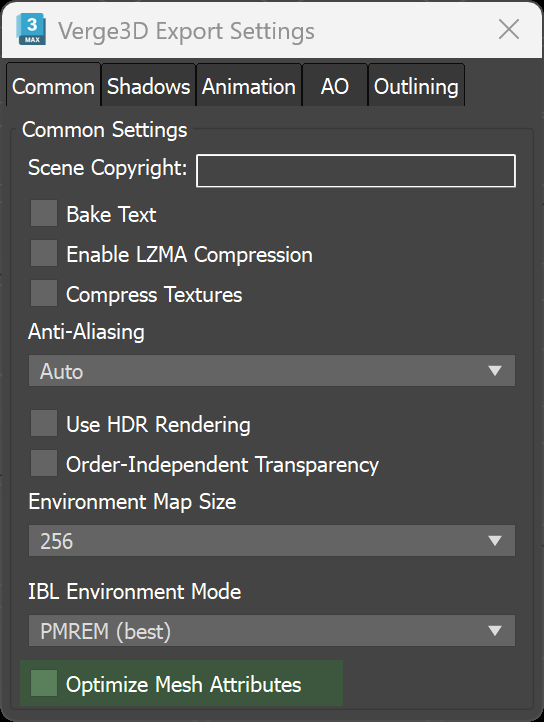 3
MAX
Verge3D Export Settings
Common Shadows Animation AO Outlining
Common Settings
Scene Copyright:
Bake Text
Enable LZMA Compression
Compress Textures
Anti-Aliasing
Auto
Use HDR Rendering
Order-Independent Transparency
Environment Map Size
256
IBL Environment Mode
PMREM (best)
Optimize Mesh Attributes